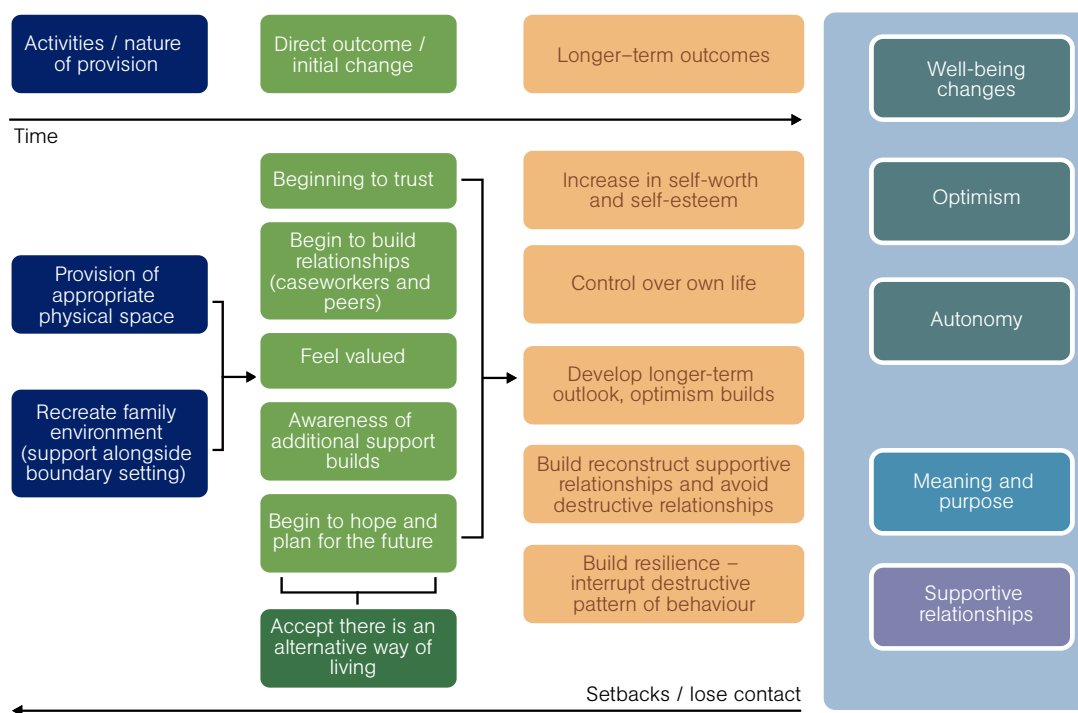 Activities / nature
of provision
Direct outcome /
initial change
Longer–term outcomes
Well-being
changes
Time
Beginning to trust
Increase in self-worth
and self-esteem
Optimism
Begin to build
relationships
(caseworkers and
peers)
Control over own life
Provision of
appropriate
physical space
Autonomy
Feel valued
Develop longer-term
outlook, optimism builds
Recreate family
environment
(support alongside
boundary setting)
Awareness of
additional support
builds
Build reconstruct supportive
relationships and avoid
destructive relationships
Meaning and
purpose
Begin to hope and
plan for the future
Build resilience –
interrupt destructive
pattern of behaviour
Supportive
relationships
Accept there is an
alternative way of
living
Setbacks / lose contact